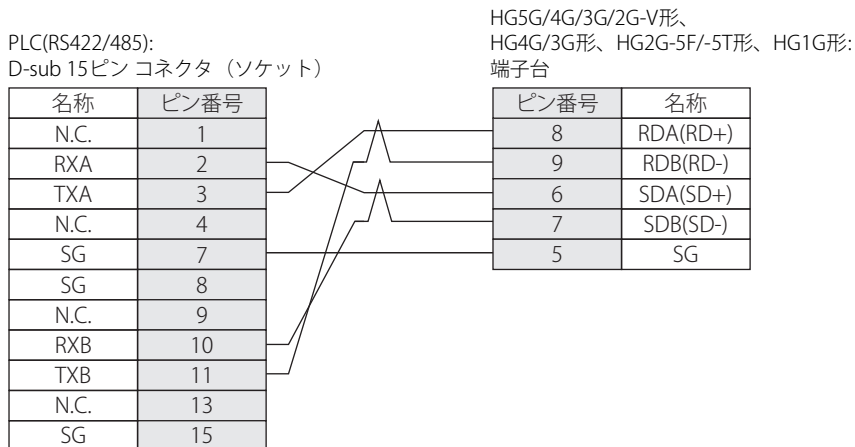 PLC(RS422/485):
D-sub 15ピン コネクタ（ソケット）
名称 ピン番号
N.C. 1
RXA 2
TXA 3
N.C. 4
SG 7
SG 8
N.C. 9
RXB 10
TXB 11
N.C. 13
SG 15
HG5G/4G/3G/2G-V形、
HG4G/3G形、HG2G-5F/-5T形、HG1G形:
端子台
ピン番号 名称
8 RDA(RD+)
9 RDB(RD-)
6 SDA(SD+)
7 SDB(SD-)
5 SG